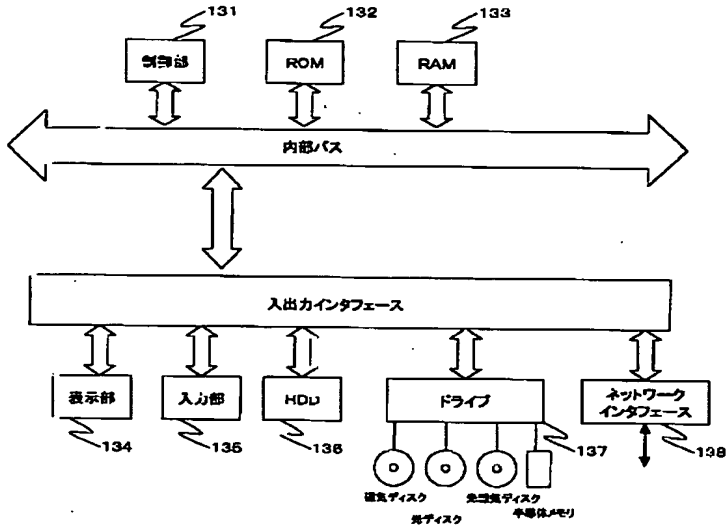 131
132
133
制御部
ROM
RAM
内部バス
入出力インタフェース
表示部
入力部
HDD
ドライブ
ネットワーク
インタフェース
134
135
136
137
138
磁気ディスク
光ディスク
光磁気ディスク
半導体メモリ